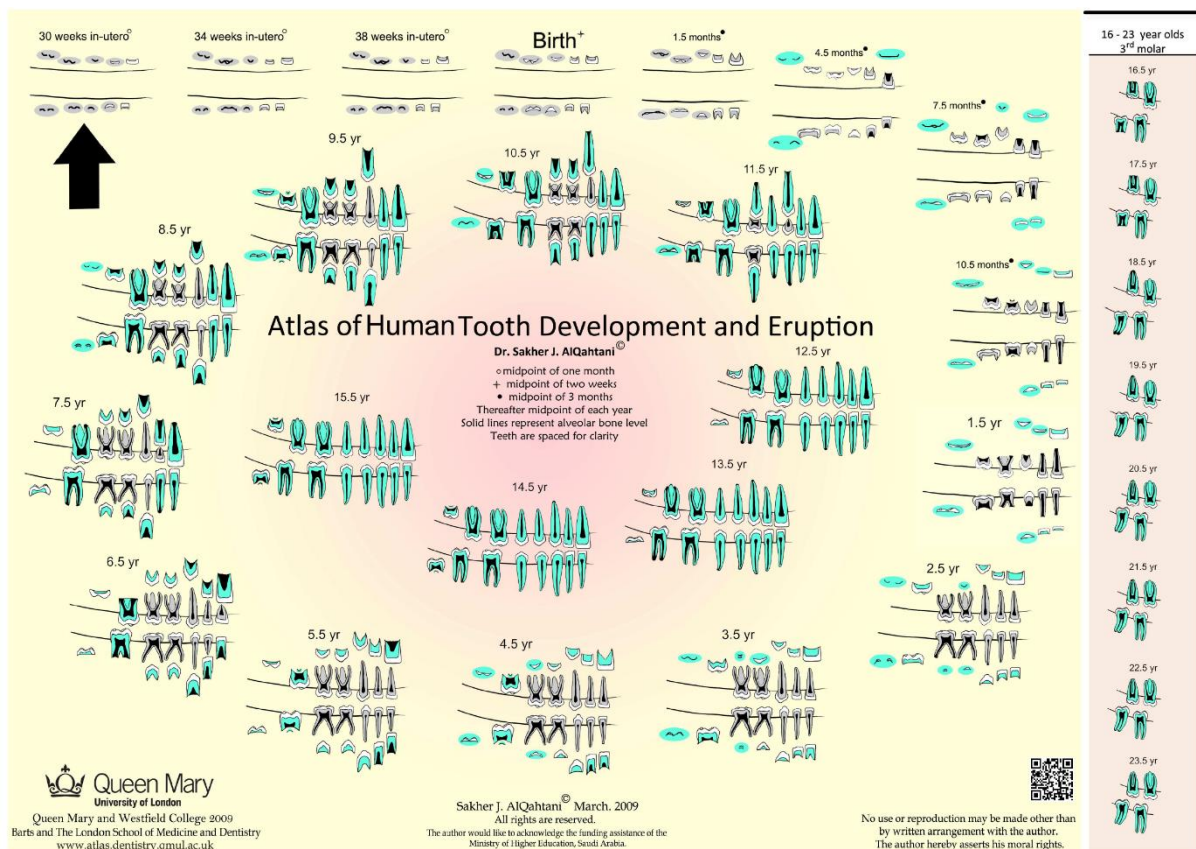 30 weeks in-utero°
34 weeks in-utero°
38 weeks in-utero°
Birth+
1.5 months•
4.5 months•
7.5 months•
9.5 yr
10.5 yr
11.5 yr
8.5 yr
10.5 months•
Atlas of Human Tooth Development and Eruption
Dr. Sakher J. AlQahtani©
○ midpoint of one month
+ midpoint of two weeks
• midpoint of 3 months
Thereafter midpoint of each year
Solid lines represent alveolar bone level
Teeth are spaced for clarity
12.5 yr
7.5 yr
15.5 yr
1.5 yr
13.5 yr
14.5 yr
6.5 yr
2.5 yr
5.5 yr
4.5 yr
3.5 yr
Queen Mary
University of London
Queen Mary and Westfield College 2009
Barts and The London School of Medicine and Dentistry
www.atlas.dentistry.qmul.ac.uk
Sakher J. AlQahtani© March. 2009
All rights are reserved.
The author would like to acknowledge the funding assistance of the
Ministry of Higher Education, Saudi Arabia.
No use or reproduction may be made other than
by written arrangement with the author.
The author hereby asserts his moral rights.
16 - 23 year olds
3rd molar
16.5 yr
17.5 yr
18.5 yr
19.5 yr
20.5 yr
21.5 yr
22.5 yr
23.5 yr